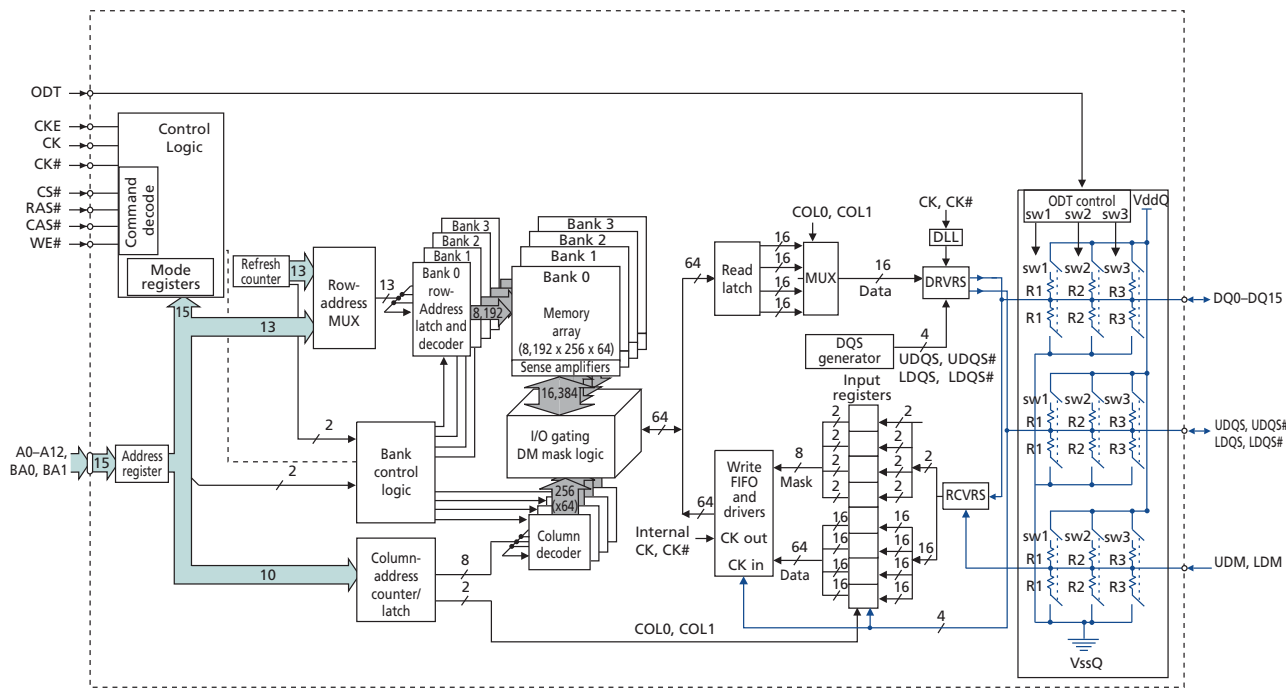 ODT
CKE
CK
CK#
CS#
RAS#
CAS#
WE#
Control
Logic
Command
decode
Mode
registers
15
Refresh
counter
13
13
Row-
address
MUX
13
Bank 3
Bank 2
Bank 1
Bank 0
row-
Address
latch and
decoder
8,192
Bank 3
Bank 2
Bank 1
Bank 0
Memory
array
(8,192 x 256 x 64)
Sense amplifiers
16,384
I/O gating
DM mask logic
64
A0–A12,
BA0, BA1
15
Address
register
2
2
Bank
control
logic
256
(x64)
Column
decoder
10
Column-
address
counter/
latch
8
2
COL0, COL1
64
Read
latch
16
16
16
16
COL0, COL1
MUX
16
Data
CK, CK#
DLL
DRVRS
DQS
generator
4
UDQS, UDQS#
LDQS, LDQS#
Input
registers
64
Internal
CK, CK#
Write
FIFO
and
drivers
CK out
CK in
8
Mask
64
Data
2
2
2
2
16
16
16
16
2
2
2
2
16
16
16
16
2
16
RCVRS
4
ODT control
VddQ
sw1 sw2 sw3
sw1 sw2 sw3
R1 R2 R3
R1 R2 R3
sw1 sw2 sw3
R1 R2 R3
R1 R2 R3
sw1 sw2 sw3
R1 R2 R3
R1 R2 R3
VssQ
DQ0–DQ15
UDQS, UDQS#
LDQS, LDQS#
UDM, LDM